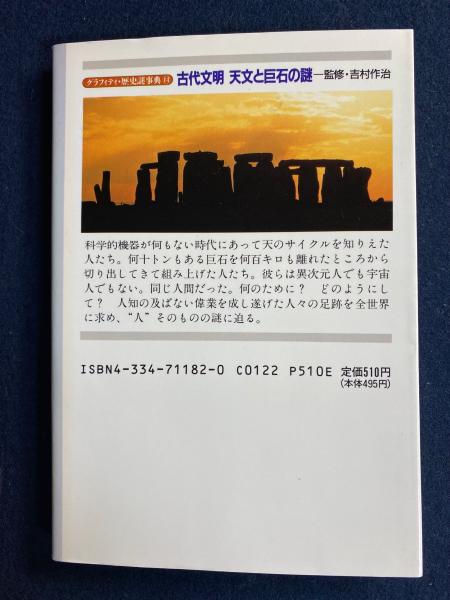 グラフィティ・歴史謎事典14 古代文明 天文と巨石の謎―監修・吉村作治
科学的機器が何もない時代にあって天のサイクルを知りえた
人たち。何十トンもある巨石を何百キロも離れたところから
切り出してきて組み上げた人たち。彼らは異次元人でも宇宙
人でもない。同じ人間だった。何のために? どのようにし
て? 人知の及ばない偉業を成し遂げた人々の足跡を全世界
に求め、“人”そのものの謎に迫る。
ISBN4-334-71182-0 C0122 P510E 定価510円
(本体495円)